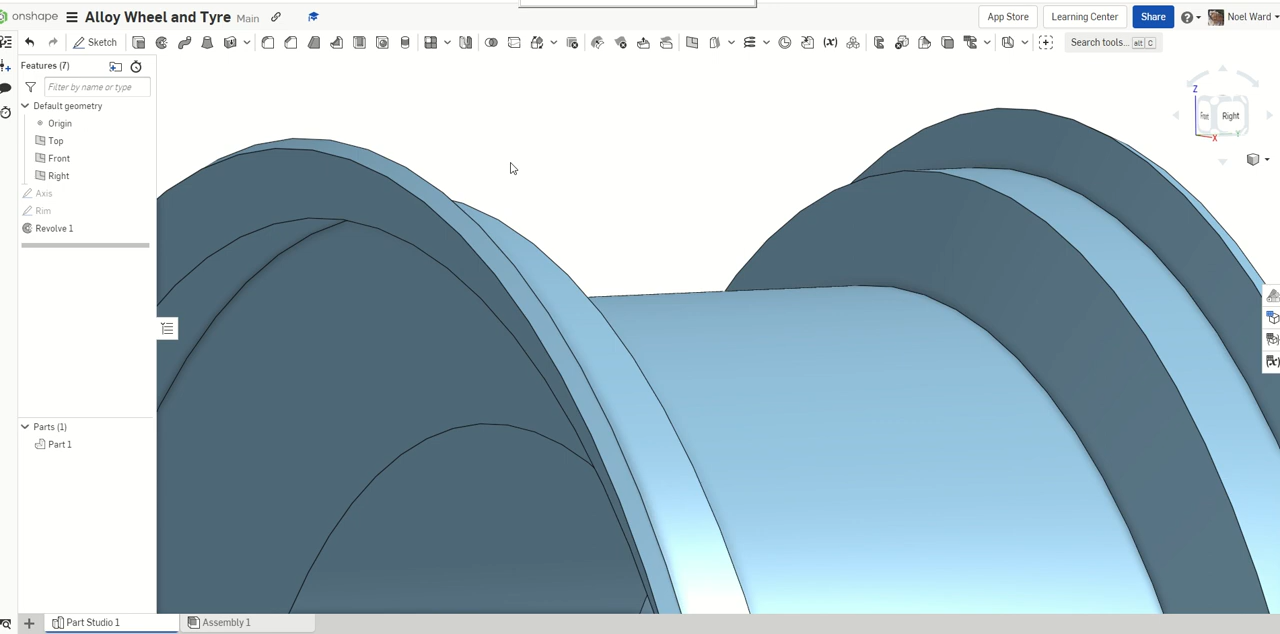 onshape Alloy Wheel and Tyre Main App Store Learning Center Share Noel Ward
Sketch Search tools... alt C
Features (7)
Filter by name or type
Default geometry
Origin
Top
Front
Right
Axis
Rim
Revolve 1
Parts (1)
Part 1
Z
Right
X
Y
Part Studio 1 Assembly 1